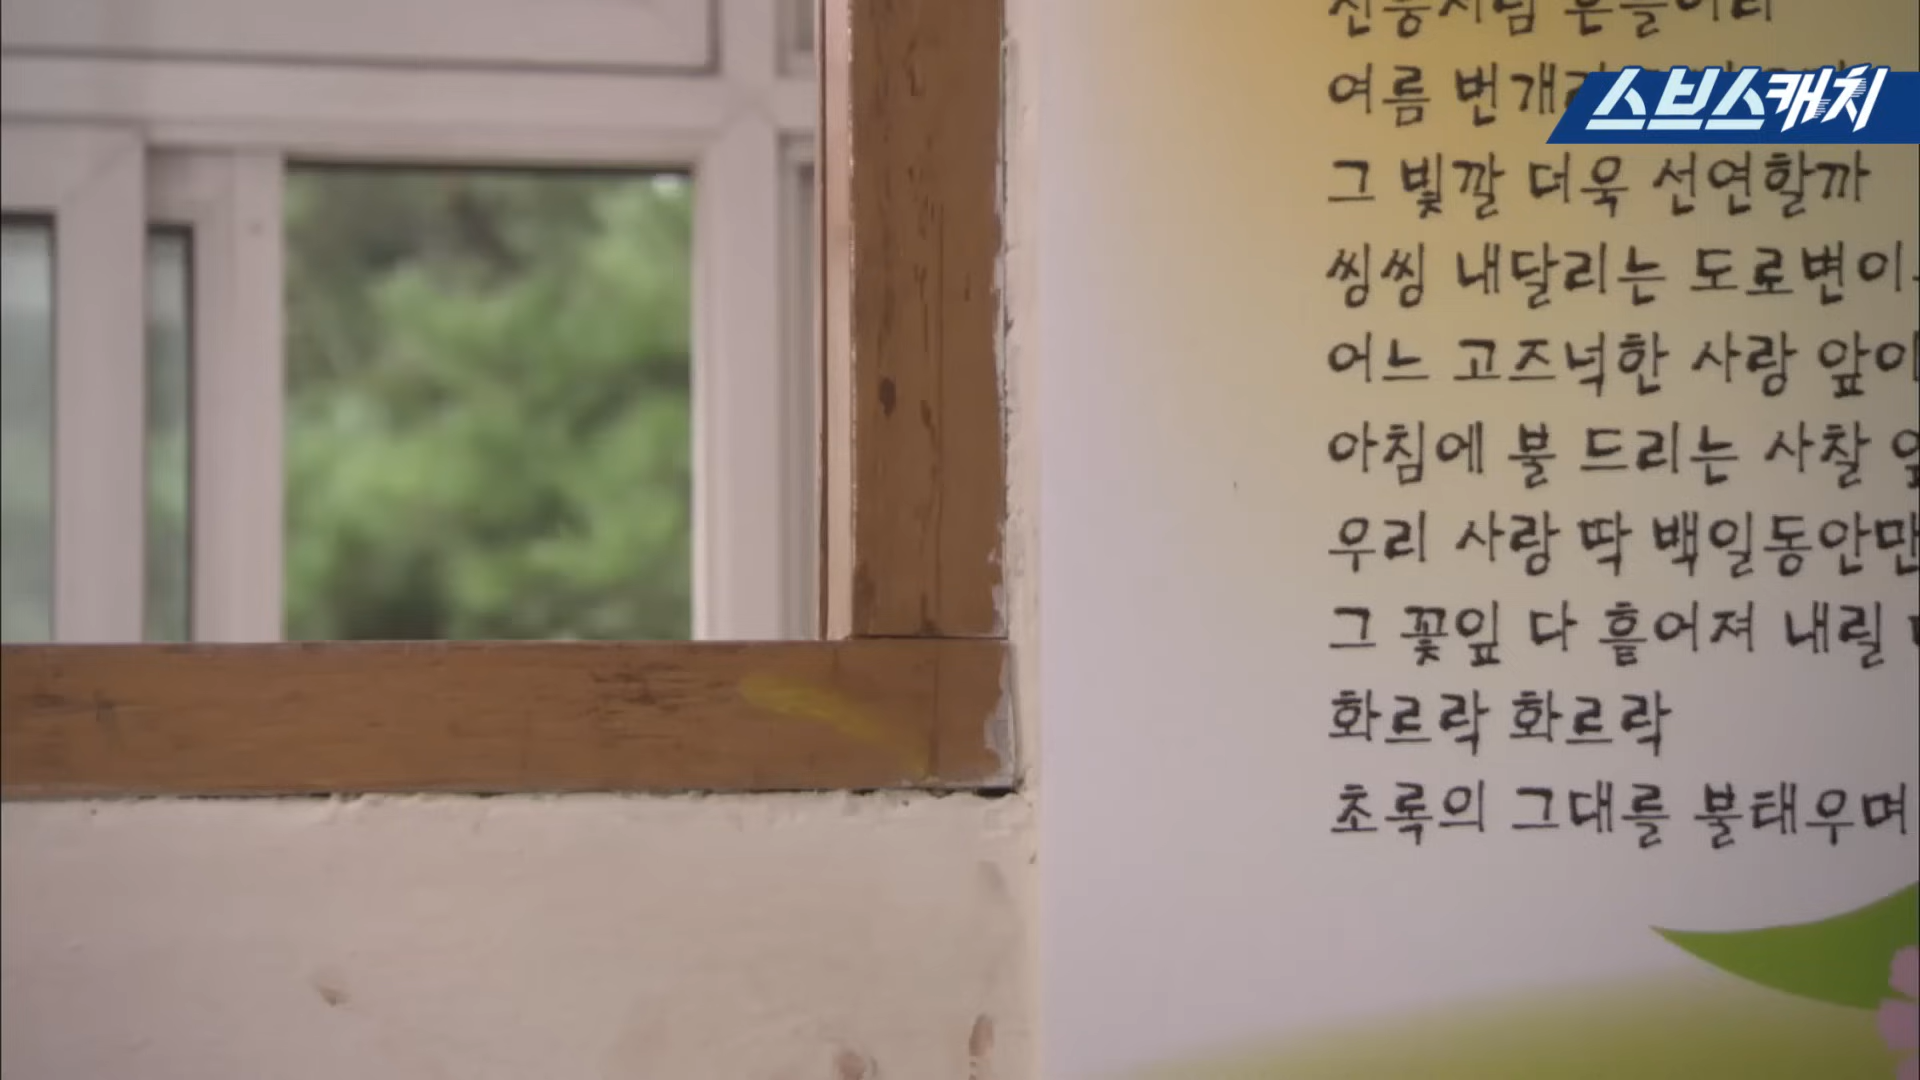 여름 번개
스브스캐치
그 빛깔 더욱 선연할까
씽씽 내달리는 도로변이
어느 고즈넉한 사랑 앞이
아침에 불 드리는 사찰
우리 사랑 딱 백일동안만
그 꽃잎 다 흩어져 내릴
화르락 화르락
초록의 그대를 불태우며